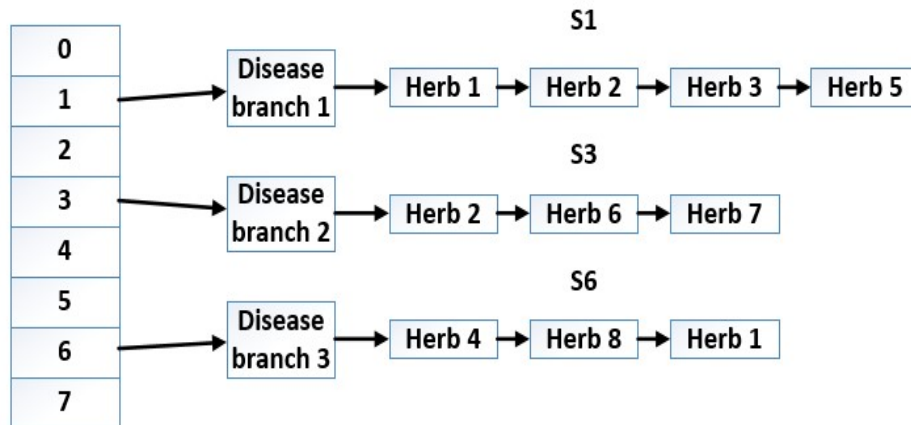 S1
0
1
Disease
branch 1
Herb 1
Herb 2
Herb 3
Herb 5
2
S3
3
Disease
branch 2
Herb 2
Herb 6
Herb 7
4
S6
5
6
Disease
branch 3
Herb 4
Herb 8
Herb 1
7